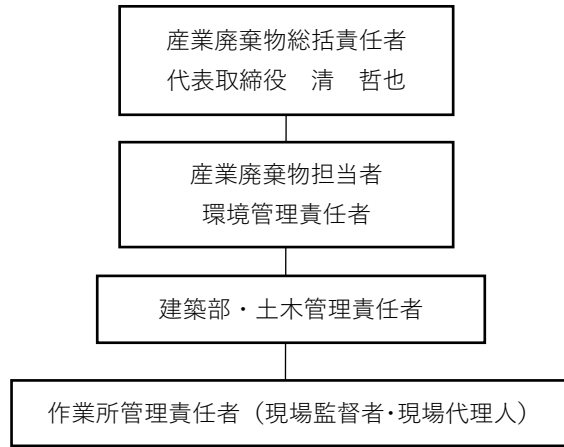 産業廃棄物総括責任者
代表取締役　清　哲也
産業廃棄物担当者
環境管理責任者
建築部・土木管理責任者
作業所管理責任者（現場監督者･現場代理人）